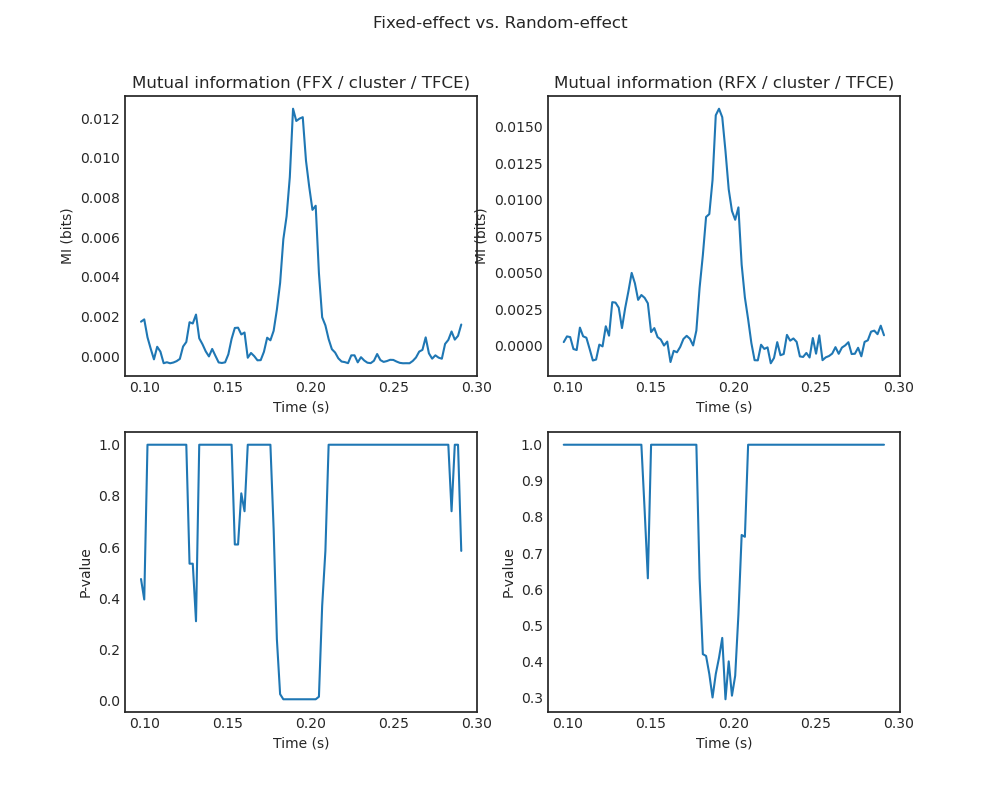 Fixed-effect vs. Random-effect
Mutual information (FFX / cluster / TFCE)
MI (bits)
0.012
0.010
0.008
0.006
0.004
0.002
0.000
0.10 0.15 0.20 0.25 0.30
Time (s)
Mutual information (RFX / cluster / TFCE)
MI (bits)
0.0150
0.0125
0.0100
0.0075
0.0050
0.0025
0.0000
0.10 0.15 0.20 0.25 0.30
Time (s)
P-value
1.0
0.8
0.6
0.4
0.2
0.0
0.10 0.15 0.20 0.25 0.30
Time (s)
P-value
1.0
0.9
0.8
0.7
0.6
0.5
0.4
0.3
0.10 0.15 0.20 0.25 0.30
Time (s)